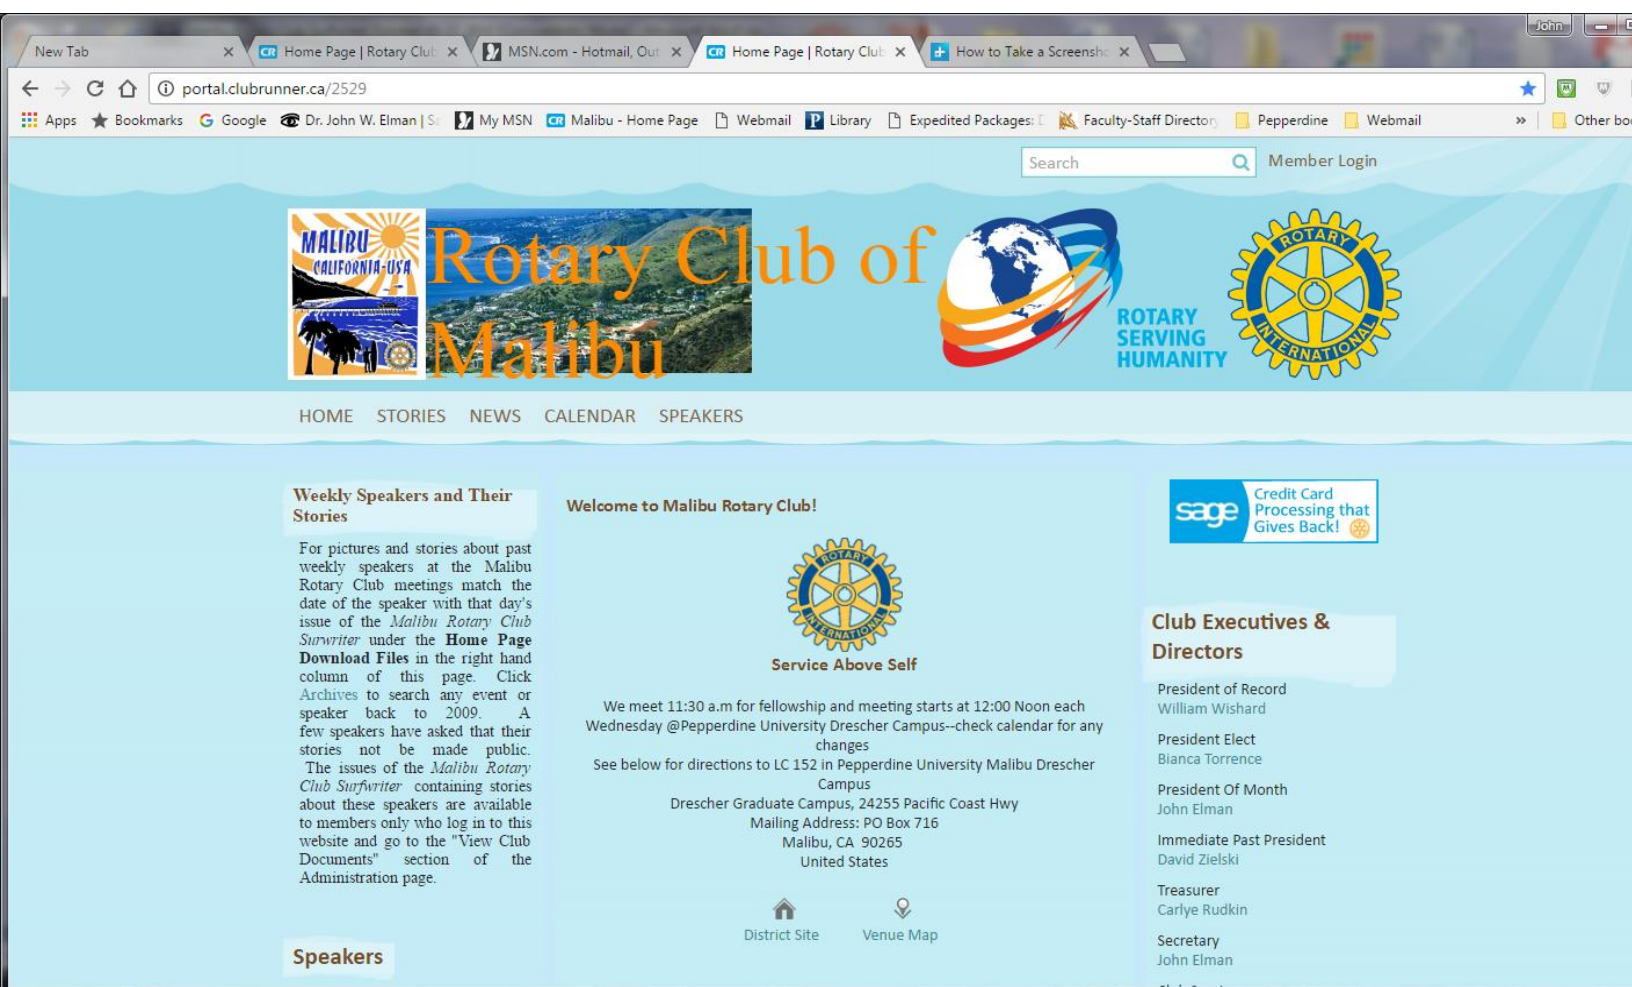 John
New Tab
Home Page | Rotary Club
MSN.com - Hotmail, Out
Home Page | Rotary Club
How to Take a Screensho
portal.clubrunner.ca/2529
Apps Bookmarks Google Dr. John W. Elman | Sa My MSN Malibu - Home Page Webmail Library Expedited Packages: D Faculty-Staff Directory Pepperdine Webmail » Other boo
Search
Member Login
MALIBU
CALIFORNIA-USA
Rotary Club of
Malibu
ROTARY
SERVING
HUMANITY
ROTARY
INTERNATIONAL
HOME STORIES NEWS CALENDAR SPEAKERS
Weekly Speakers and Their
Stories
For pictures and stories about past
weekly speakers at the Malibu
Rotary Club meetings match the
date of the speaker with that day's
issue of the Malibu Rotary Club
Surwriter under the Home Page
Download Files in the right hand
column of this page. Click
Archives to search any event or
speaker back to 2009. A
few speakers have asked that their
stories not be made public.
The issues of the Malibu Rotary
Club Surfwriter containing stories
about these speakers are available
to members only who log in to this
website and go to the "View Club
Documents" section of the
Administration page.
Speakers
Welcome to Malibu Rotary Club!
ROTARY
INTERNATIONAL
Service Above Self
We meet 11:30 a.m for fellowship and meeting starts at 12:00 Noon each
Wednesday @Pepperdine University Drescher Campus--check calendar for any
changes
See below for directions to LC 152 in Pepperdine University Malibu Drescher
Campus
Drescher Graduate Campus, 24255 Pacific Coast Hwy
Mailing Address: PO Box 716
Malibu, CA 90265
United States
District Site
Venue Map
sage
Credit Card
Processing that
Gives Back!
Club Executives &
Directors
President of Record
William Wishard
President Elect
Bianca Torrence
President Of Month
John Elman
Immediate Past President
David Zielski
Treasurer
Carlye Rudkin
Secretary
John Elman